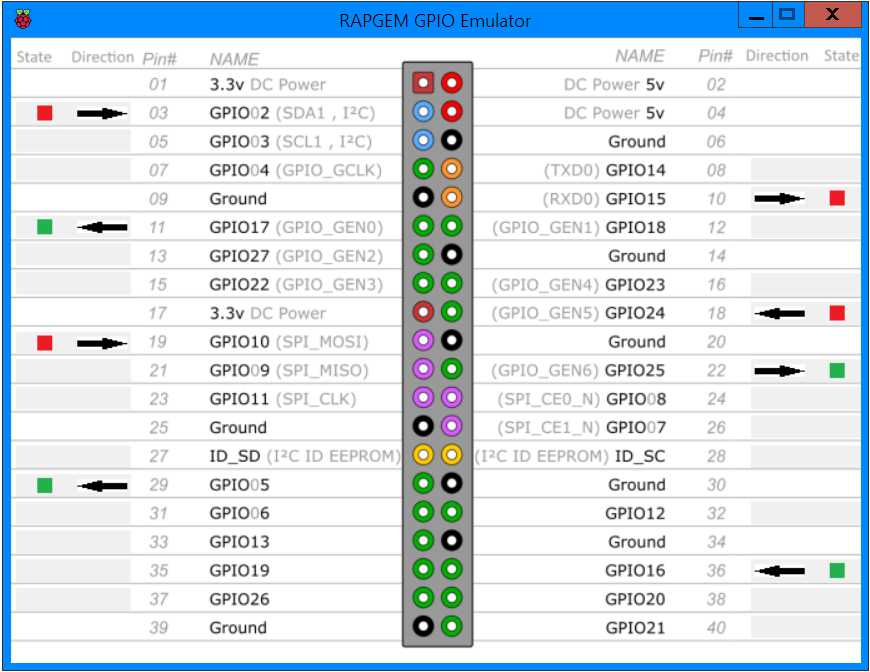 RAPGEM GPIO Emulator
State Direction Pin# NAME NAME Pin# Direction State
01 3.3v DC Power DC Power 5v 02
03 GPIO02 (SDA1 , I²C) DC Power 5v 04
05 GPIO03 (SCL1 , I²C) Ground 06
07 GPIO04 (GPIO_GCLK) (TXD0) GPIO14 08
09 Ground (RXD0) GPIO15 10
11 GPIO17 (GPIO_GEN0) (GPIO_GEN1) GPIO18 12
13 GPIO27 (GPIO_GEN2) Ground 14
15 GPIO22 (GPIO_GEN3) (GPIO_GEN4) GPIO23 16
17 3.3v DC Power (GPIO_GEN5) GPIO24 18
19 GPIO10 (SPI_MOSI) Ground 20
21 GPIO09 (SPI_MISO) (GPIO_GEN6) GPIO25 22
23 GPIO11 (SPI_CLK) (SPI_CE0_N) GPIO08 24
25 Ground (SPI_CE1_N) GPIO07 26
27 ID_SD (I²C ID EEPROM) (I²C ID EEPROM) ID_SC 28
29 GPIO05 Ground 30
31 GPIO06 GPIO12 32
33 GPIO13 Ground 34
35 GPIO19 GPIO16 36
37 GPIO26 GPIO20 38
39 Ground GPIO21 40